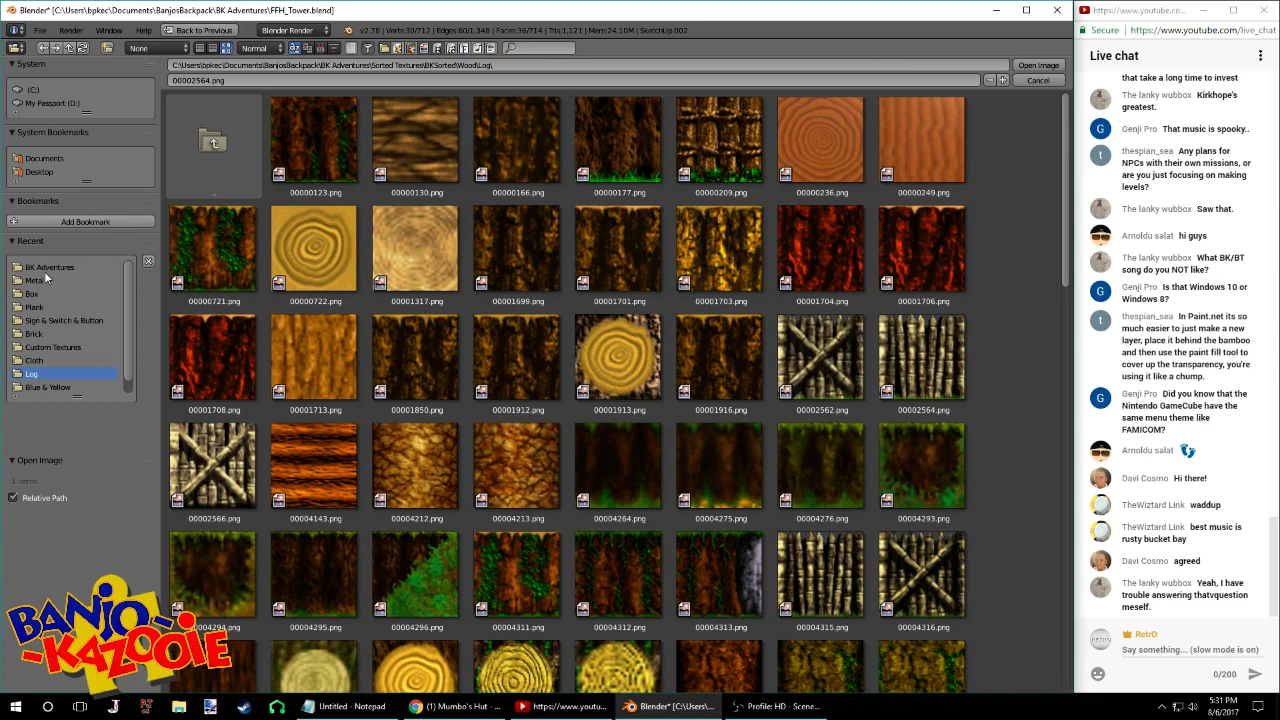 Blender* [C:\Users\bpkec\Documents\BanjosBackpack\BK Adventures\FFH_Tower.blend]
File Render Window Help Back to Previous Blender Render v2.78 | Verts:30/712 | Edges:60/1,348 | Faces:36/714 | Tris:1,121 | Mem:24.10M | SketchUp.002
None Normal
System
(C:)
My Passport (D:)
System Bookmarks
Documents
Desktop
Bookmarks
Add Bookmark
Recent
BK Adventures
Metal
Box
Plank
Sign & Switch & Button
Brick
Custom Textures
Cloth
Log
Blue & Yellow
Open Image
1 items
Relative Path
C:\Users\bpkec\Documents\BanjosBackpack\BK Adventures\Sorted Textures\BKSorted\Wood\Log\ Open Image
00002564.png Cancel
..
00000123.png 00000130.png 00000166.png 00000177.png 00000209.png 00000236.png 00000249.png
00000721.png 00000722.png 00001317.png 00001699.png 00001701.png 00001703.png 00001704.png 00001706.png
00001708.png 00001713.png 00001850.png 00001912.png 00001913.png 00001916.png 00002562.png 00002564.png
00002566.png 00004143.png 00004212.png 00004213.png 00004264.png 00004275.png 00004276.png 00004293.png
00004294.png 00004295.png 00004296.png 00004311.png 00004312.png 00004313.png 00004315.png 00004316.png
BANJO-
-KAZOOIE
https://www.youtube.co...
Secure https://www.youtube.com/live_chat
Live chat
that take a long time to invest
The lanky wubbox Kirkhope's
greatest.
Genji Pro That music is spooky..
thespian_sea Any plans for
NPCs with their own missions, or
are you just focusing on making
levels?
The lanky wubbox Saw that.
Arnoldu salat hi guys
The lanky wubbox What BK/BT
song do you NOT like?
Genji Pro Is that Windows 10 or
Windows 8?
thespian_sea In Paint.net its so
much easier to just make a new
layer, place it behind the bamboo
and then use the paint fill tool to
cover up the transparency, you're
using it like a chump.
Genji Pro Did you know that the
Nintendo GameCube have the
same menu theme like
FAMICOM?
Arnoldu salat
Davi Cosmo Hi there!
TheWiztard Link waddup
TheWiztard Link best music is
rusty bucket bay
Davi Cosmo agreed
The lanky wubbox Yeah, I have
trouble answering thatvquestion
meself.
RetrO
Say something... (slow mode is on)
0/200
Untitled - Notepad (1) Mumbo's Hut - ... https://www.youtu... Blender* [C:\Users\... Profile: HD - Scene... 5:31 PM
8/6/2017